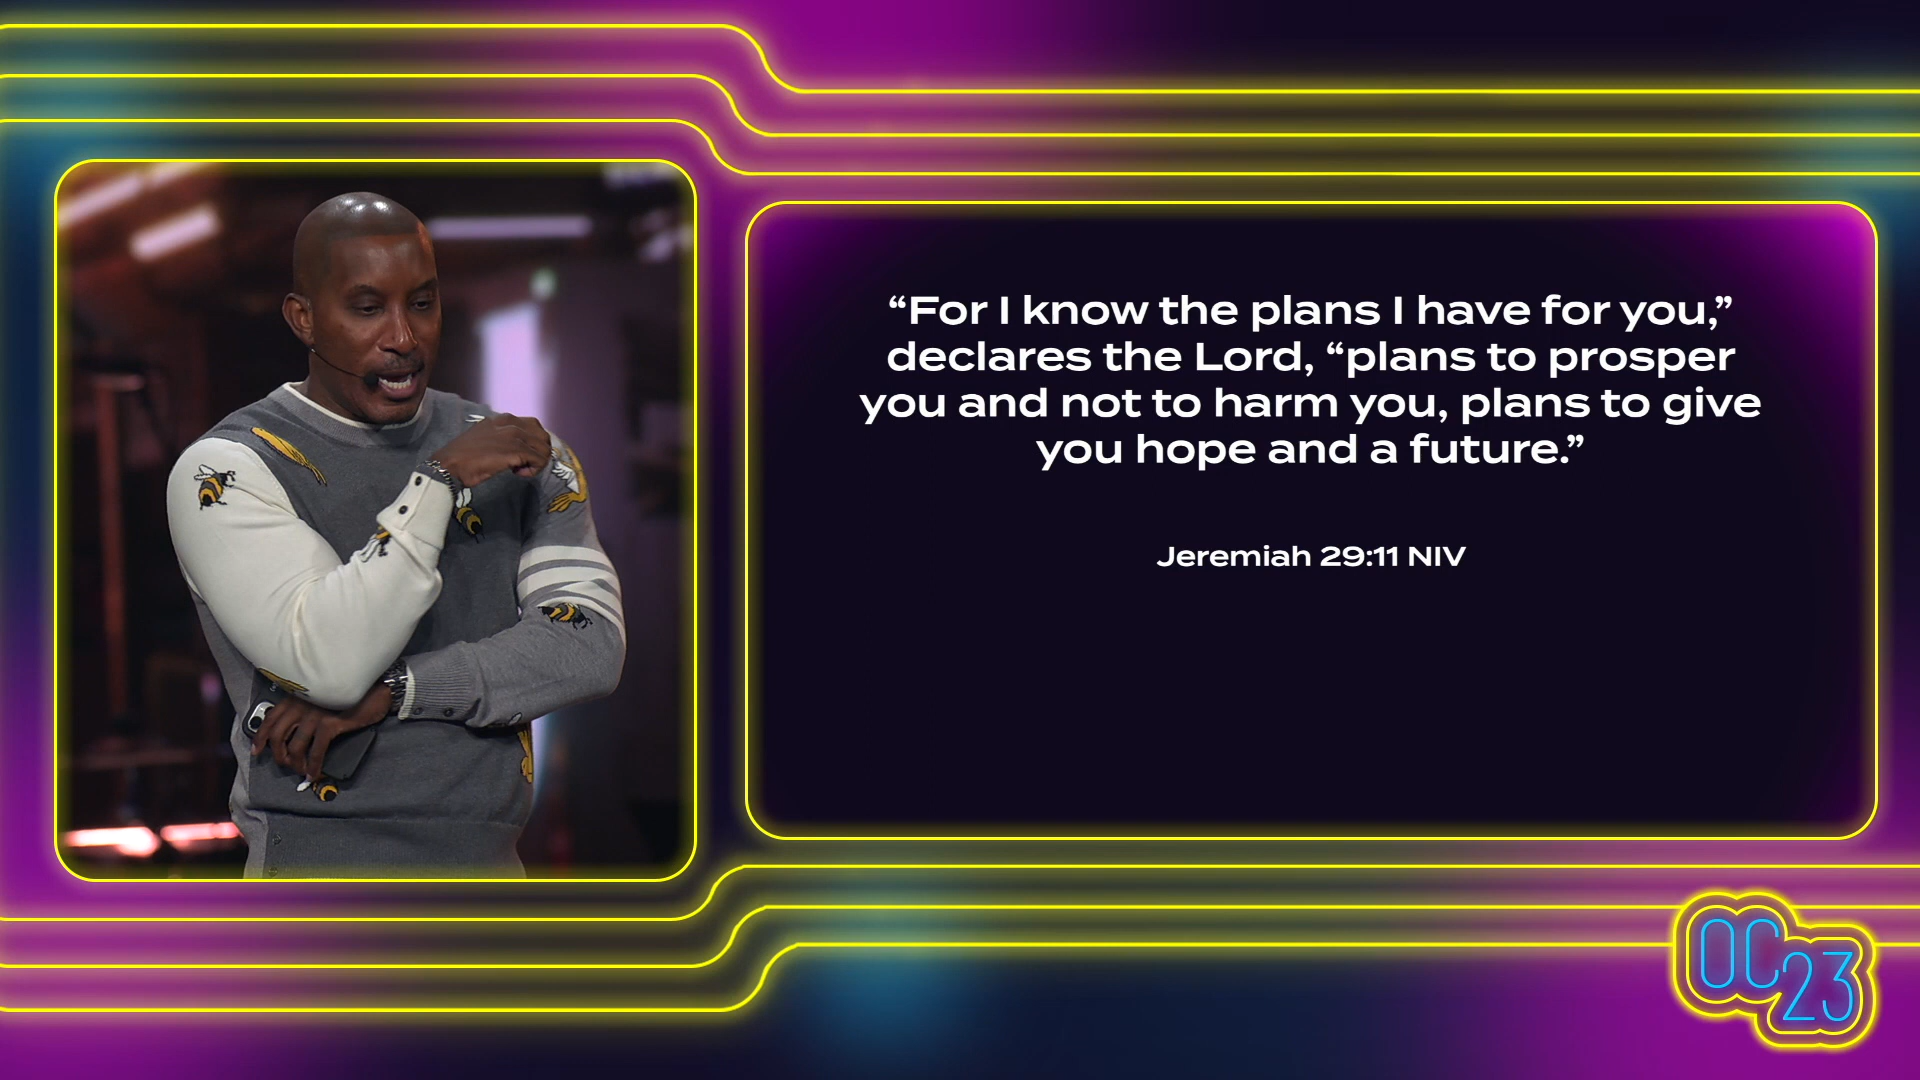 “For I know the plans I have for you,”
declares the Lord, “plans to prosper
you and not to harm you, plans to give
you hope and a future.”
Jeremiah 29:11 NIV
OC
23